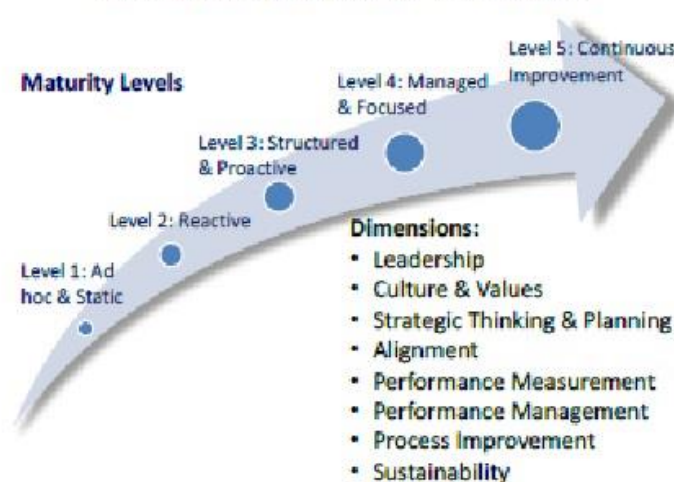 Maturity Levels
Level 5: Continuous
Improvement
Level 4: Managed
& Focused
Level 3: Structured
& Proactive
Level 2: Reactive
Level 1: Ad
hoc & Static
Dimensions:
• Leadership
• Culture & Values
• Strategic Thinking & Planning
• Alignment
• Performance Measurement
• Performance Management
• Process Improvement
• Sustainability